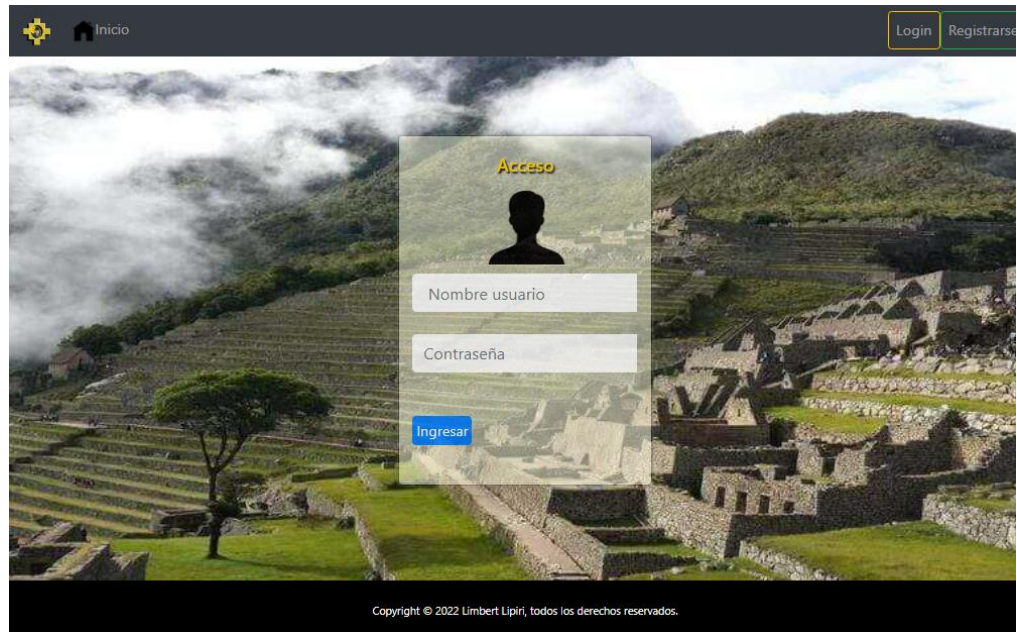 Inicio
Login
Registrarse
Acceso
Nombre usuario
Contraseña
Ingresar
Copyright © 2022 Limbert Lipiri, todos los derechos reservados.